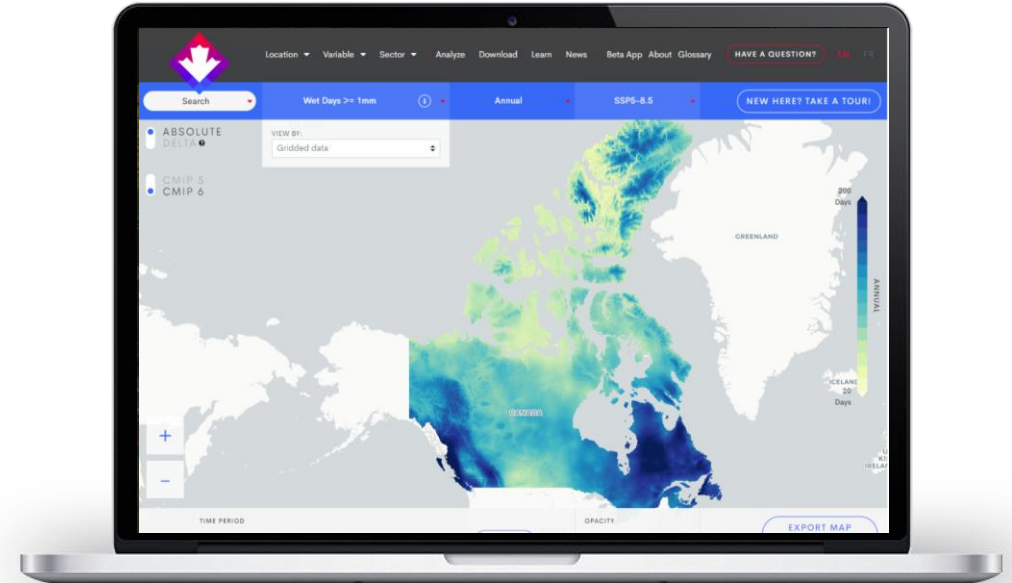 Location Variable Sector Analyze Download Learn News Beta App About Glossary HAVE A QUESTION? EN FR
Search Wet Days >= 1mm Annual SSP5-8.5 NEW HERE? TAKE A TOUR!
ABSOLUTE
DELTA
VIEW BY:
Gridded data
CMIP 5
CMIP 6
200
Days
GREENLAND
ANNUAL
ICELAND
20
Days
CANADA
+
−
TIME PERIOD OPACITY EXPORT MAP